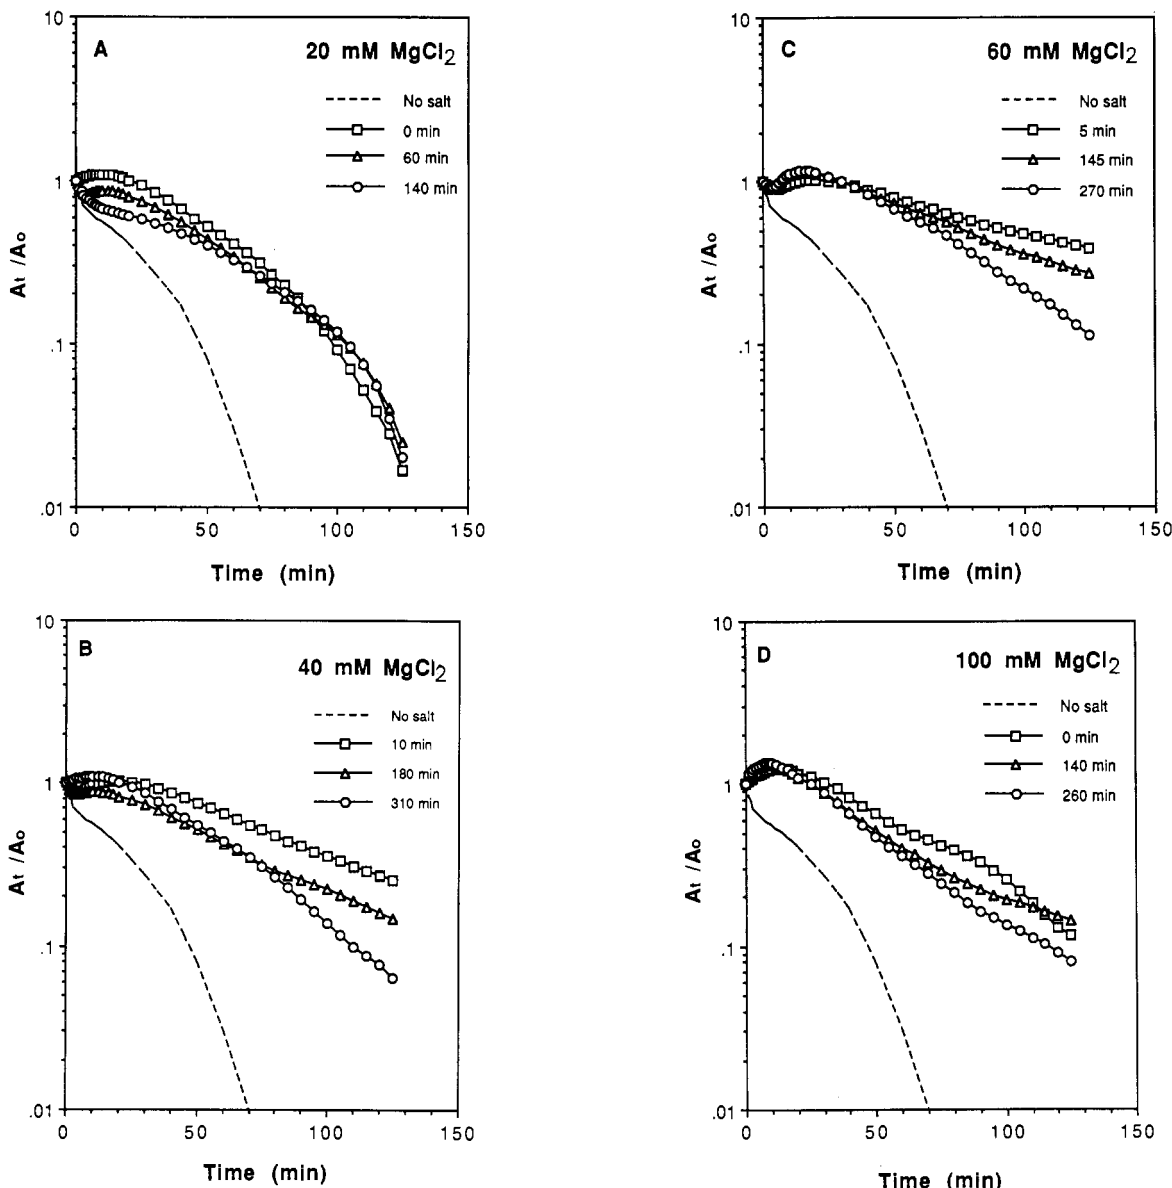 A
20 mM MgCl2
No salt
0 min
60 min
140 min
10
1
.1
.01
At /Ao
0 50 100 150
Time (min)
C
60 mM MgCl2
No salt
5 min
145 min
270 min
10
1
.1
.01
At /Ao
0 50 100 150
Time (min)
B
40 mM MgCl2
No salt
10 min
180 min
310 min
10
1
.1
.01
At /Ao
0 50 100 150
Time (min)
D
100 mM MgCl2
No salt
0 min
140 min
260 min
10
1
.1
.01
At /Ao
0 50 100 150
Time (min)